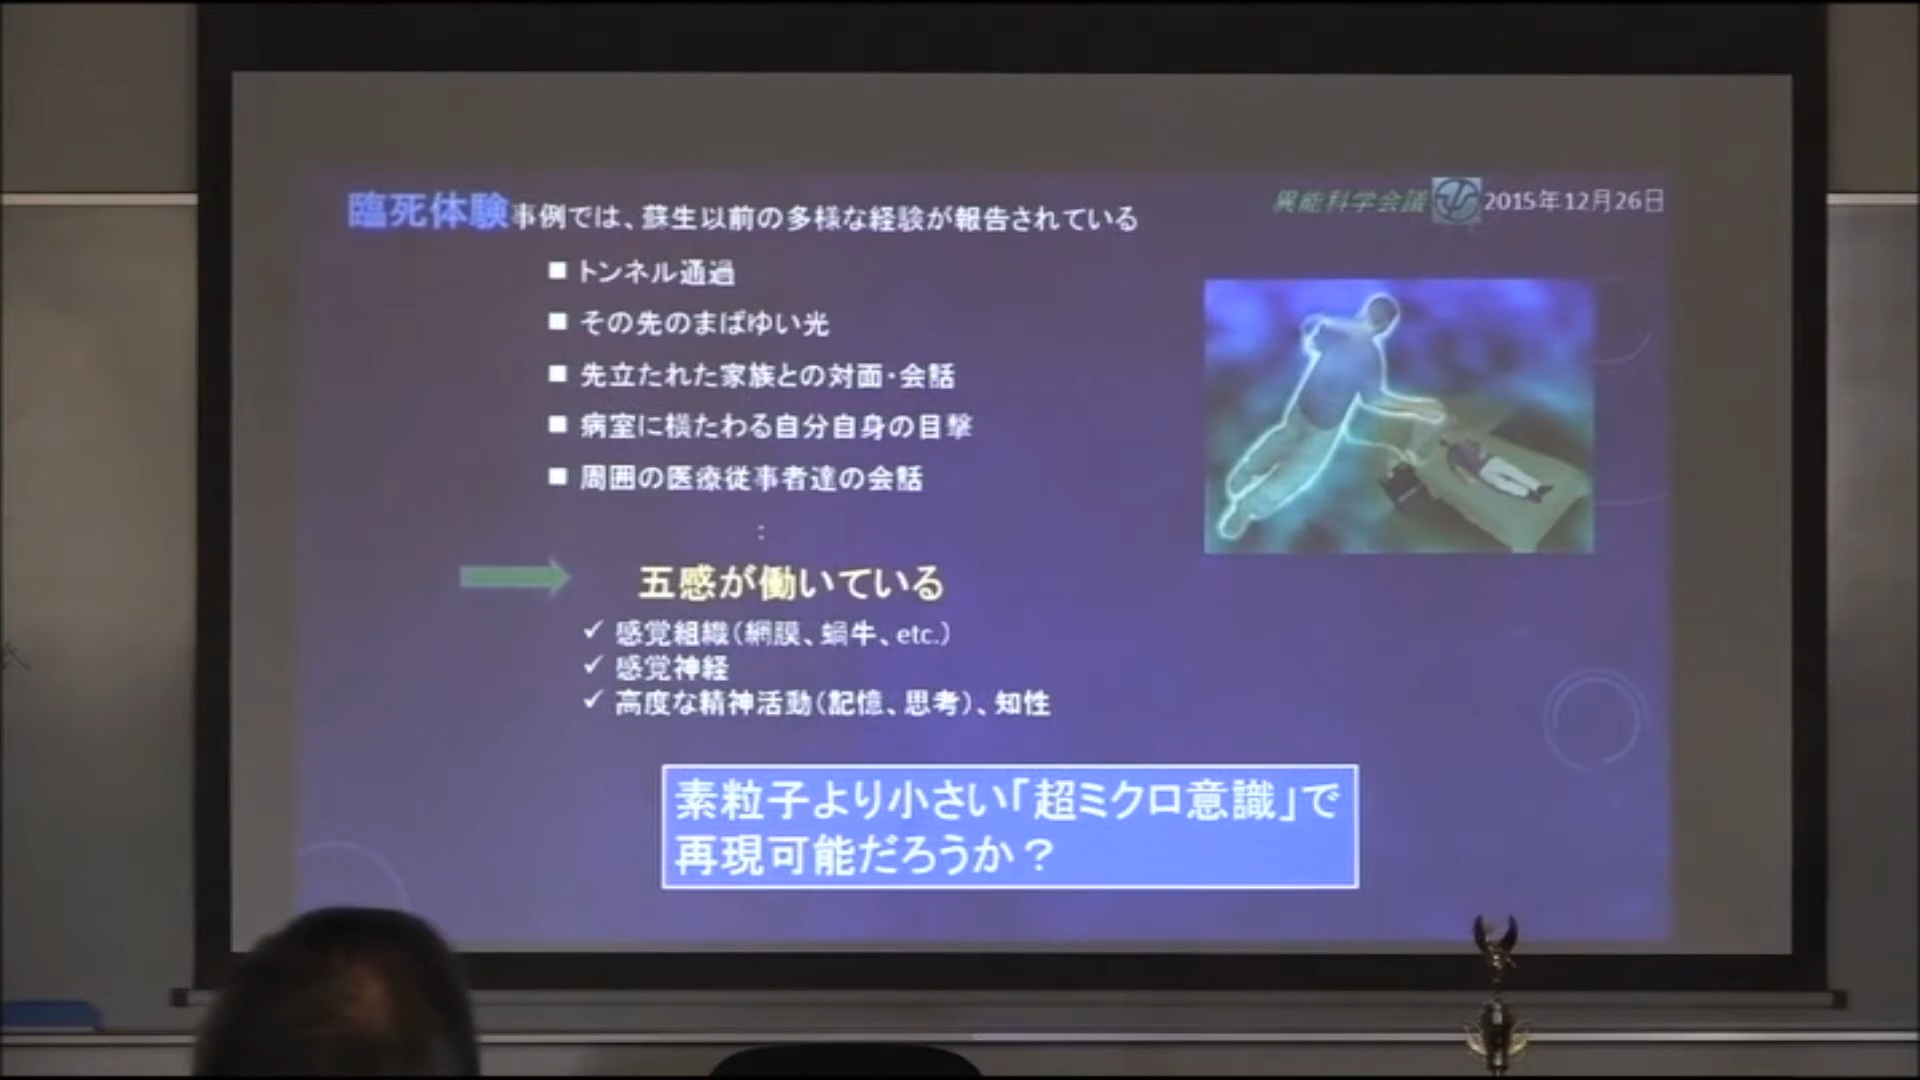 臨死体験事例では、蘇生以前の多様な経験が報告されている
異能科学会議 2015年12月26日
■ トンネル通過
■ その先のまばゆい光
■ 先立たれた家族との対面・会話
■ 病室に横たわる自分自身の目撃
■ 周囲の医療従事者達の会話
:
五感が働いている
✓ 感覚組織(網膜、蝸牛、etc.)
✓ 感覚神経
✓ 高度な精神活動(記憶、思考)、知性
素粒子より小さい「超ミクロ意識」で
再現可能だろうか？